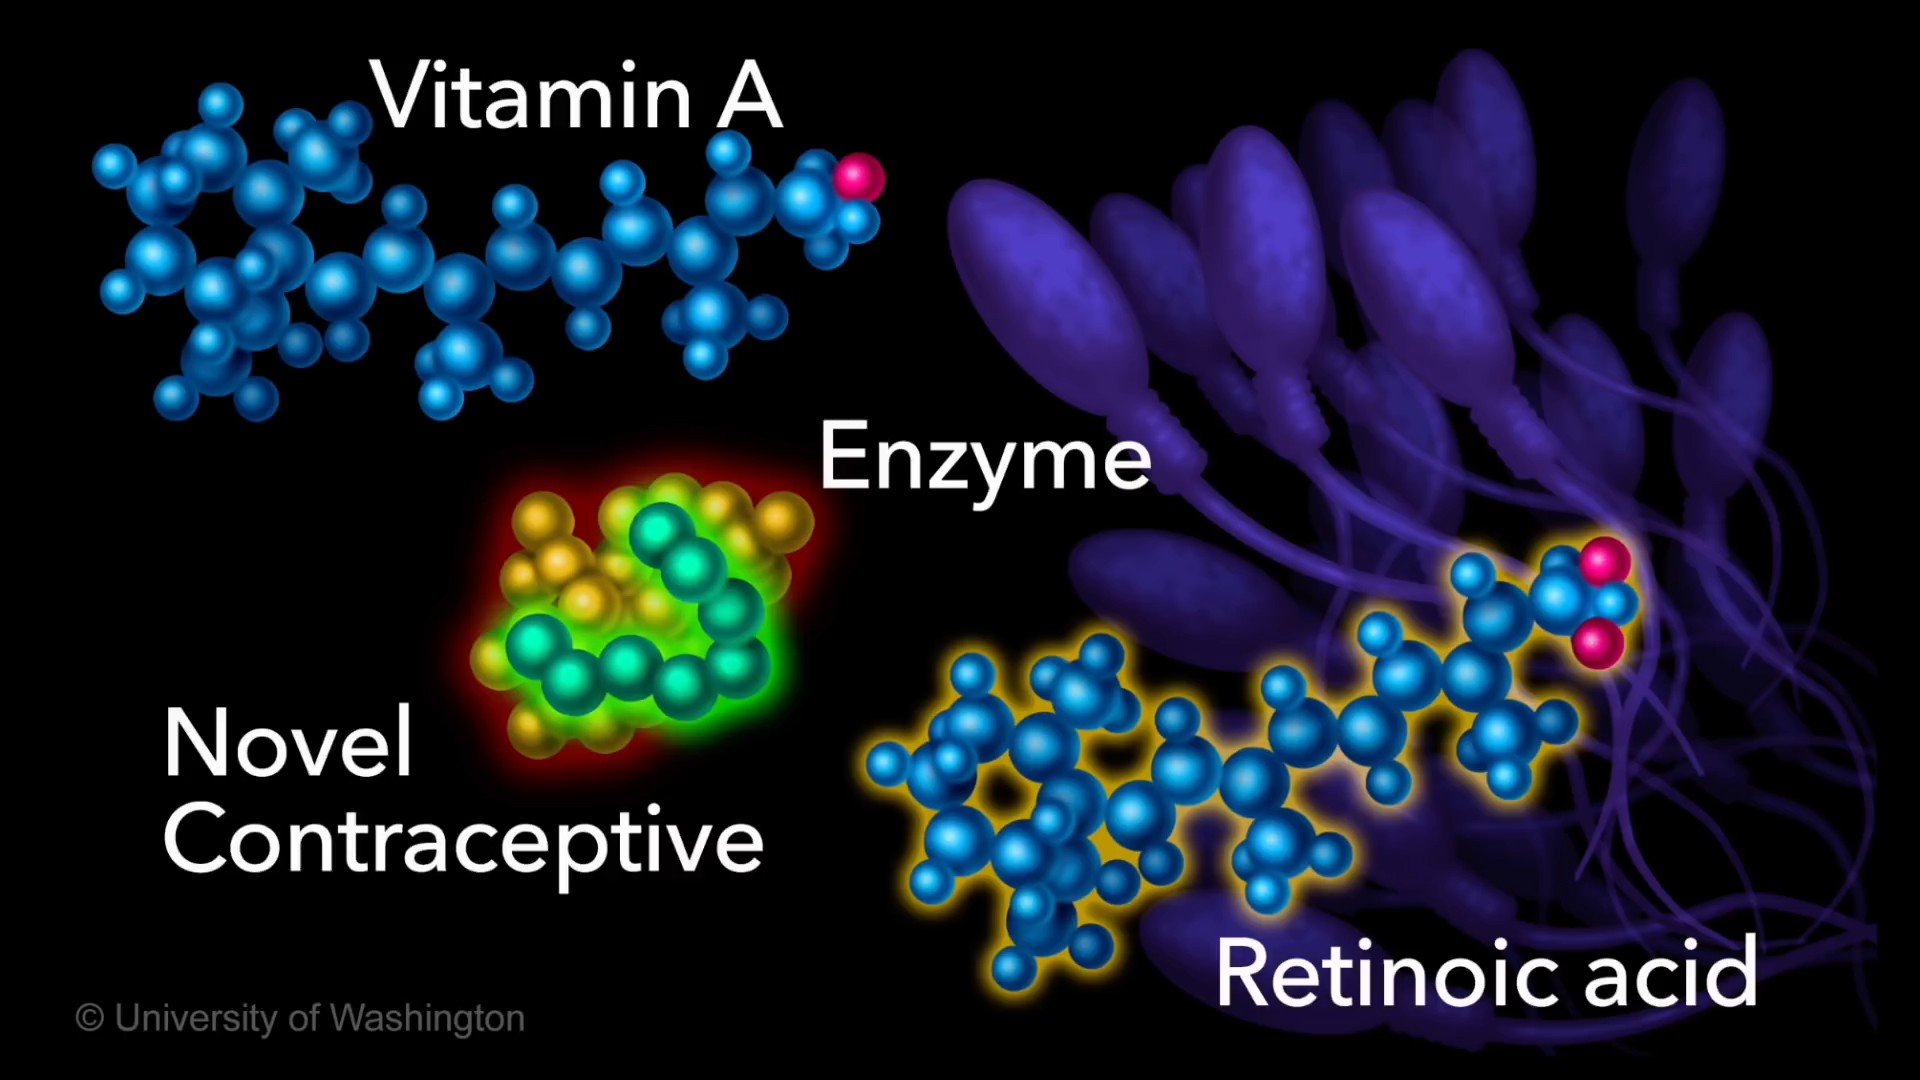 Vitamin A
Enzyme
Novel
Contraceptive
Retinoic acid
© University of Washington